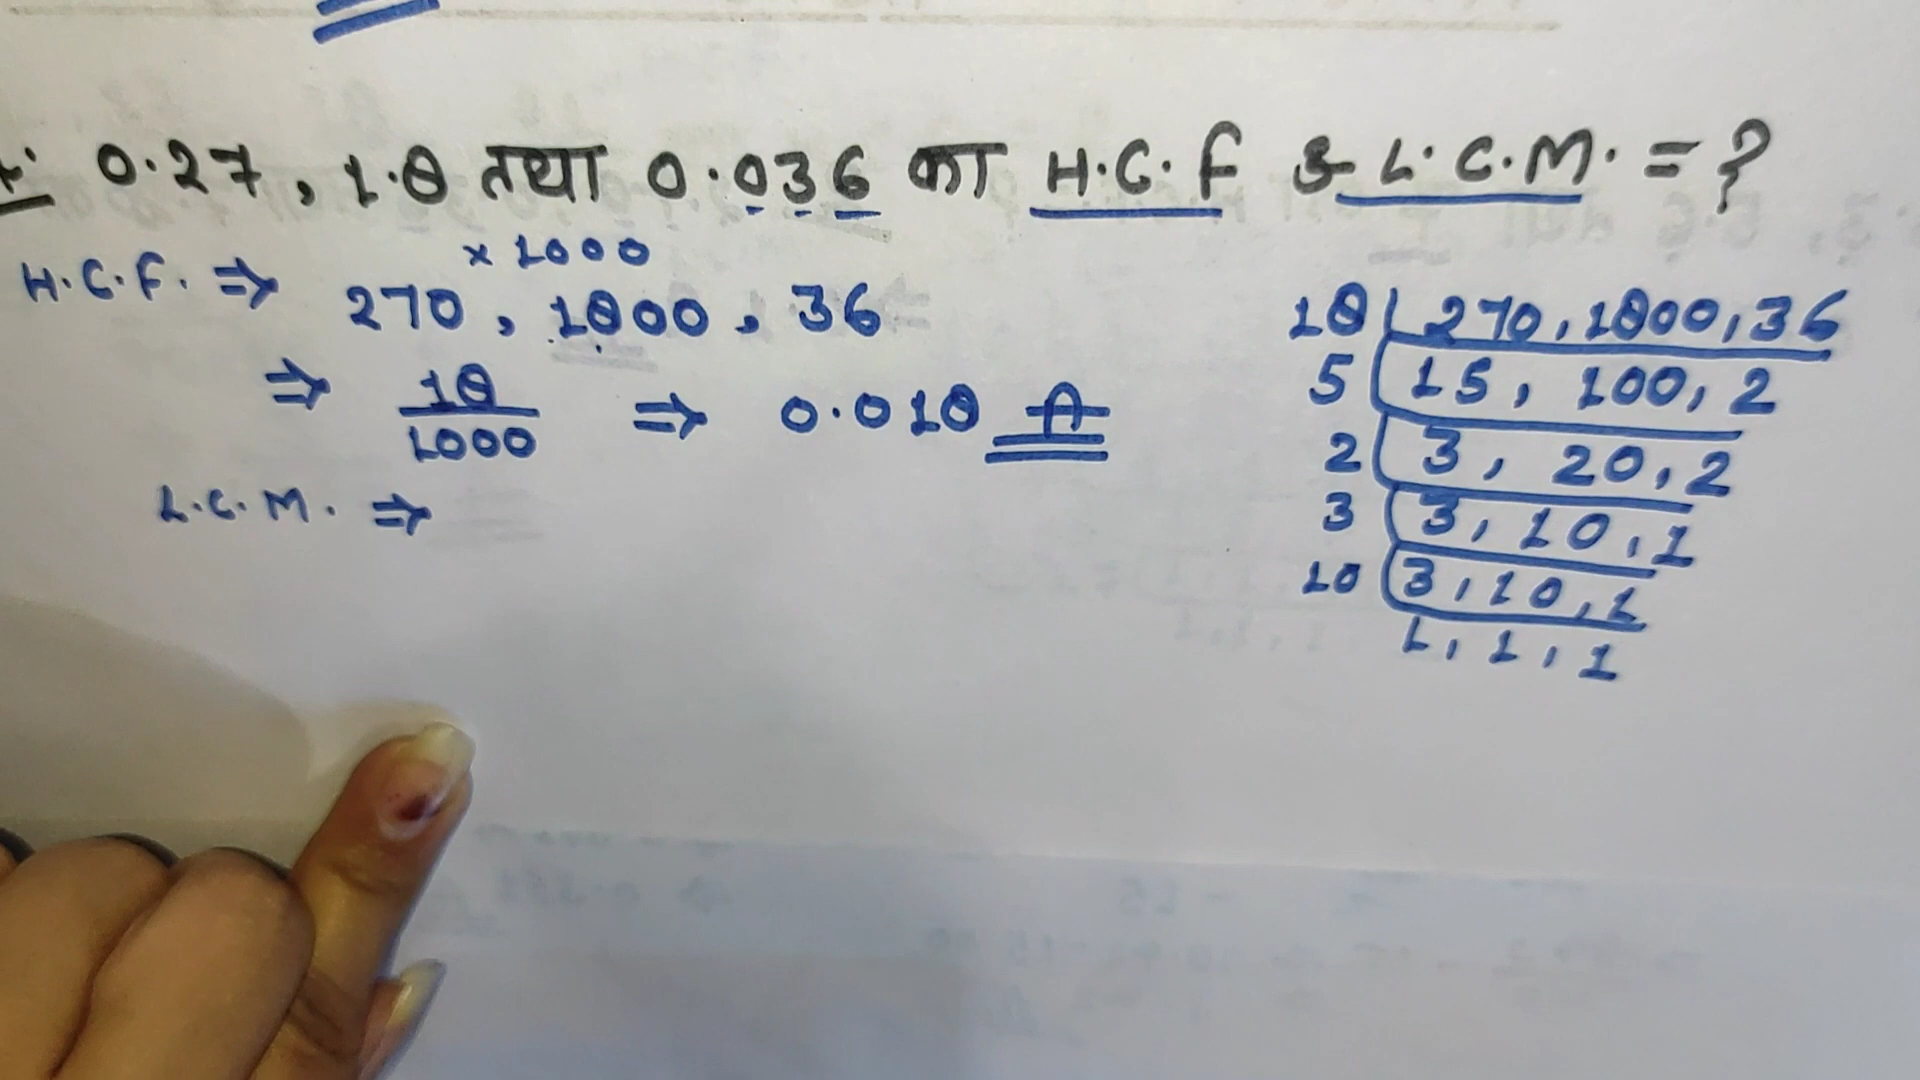 0.27, 1.8 तथा 0.036 का H.C.F & L.C.M. = ?
× 1000
H.C.F. ⇒ 270, 1800, 36
⇒ 18/1000 ⇒ 0.018 A
L.C.M. ⇒
18 | 270, 1800, 36
5 | 15, 100, 2
2 | 3, 20, 2
3 | 3, 10, 1
10 | 3, 10, 1
1, 1, 1